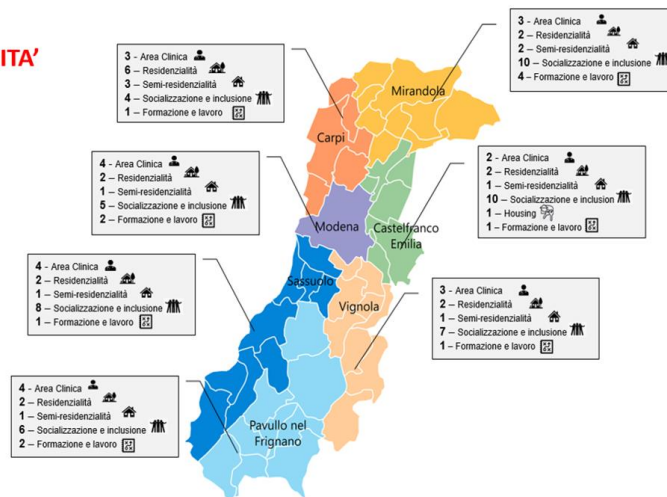 ITA'
3 - Area Clinica
6 – Residenzialità
3 – Semi-residenzialità
4 – Socializzazione e inclusione
1 – Formazione e lavoro
3 - Area Clinica
2 – Residenzialità
2 – Semi-residenzialità
10 – Socializzazione e inclusione
4 – Formazione e lavoro
Mirandola
Carpi
4 - Area Clinica
2 – Residenzialità
1 – Semi-residenzialità
5 – Socializzazione e inclusione
2 – Formazione e lavoro
2 - Area Clinica
2 – Residenzialità
1 – Semi-residenzialità
10 – Socializzazione e inclusion
1 – Housing
1 – Formazione e lavoro
Modena
Castelfranco
Emilia
4 - Area Clinica
2 – Residenzialità
1 – Semi-residenzialità
8 – Socializzazione e inclusione
1 – Formazione e lavoro
Sassuolo
Vignola
3 - Area Clinica
2 – Residenzialità
1 – Semi-residenzialità
7 – Socializzazione e inclusione
1 – Formazione e lavoro
4 - Area Clinica
2 – Residenzialità
1 – Semi-residenzialità
6 – Socializzazione e inclusione
2 – Formazione e lavoro
Pavullo nel
Frignano